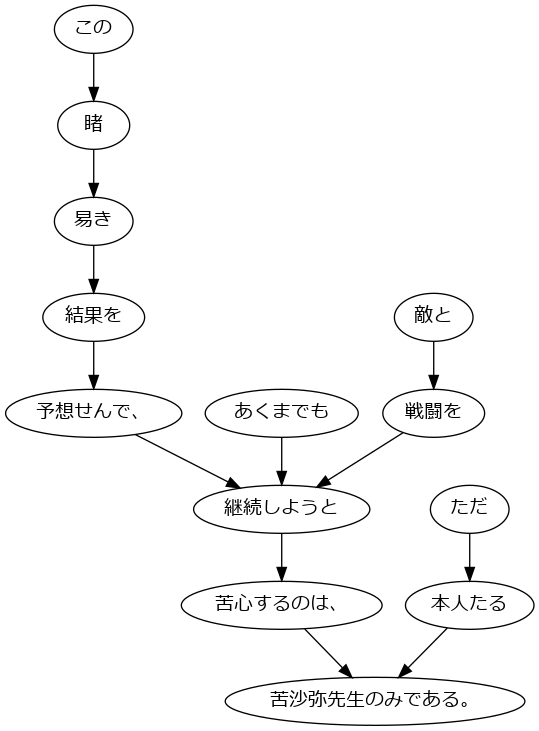 この
睹
易き
結果を
敵と
予想せんで、
あくまでも
戦闘を
継続しようと
ただ
苦心するのは、
本人たる
苦沙弥先生のみである。